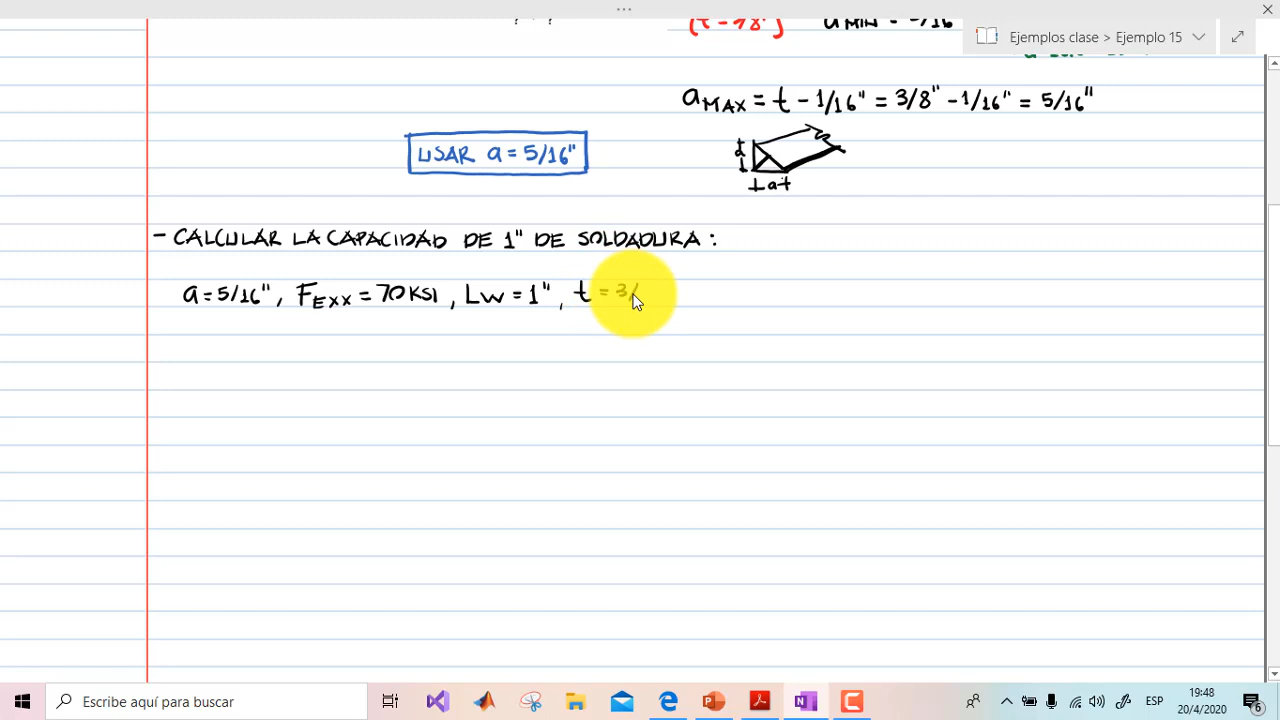 Ejemplos clase > Ejemplo 15
aMAX = t - 1/16" = 3/8" - 1/16" = 5/16"
USAR a = 5/16"
t
a
- CALCULAR LA CAPACIDAD DE 1" DE SOLDADURA :
a = 5/16" , FEXX = 70 KSI , Lw = 1" , t = 3/
Escribe aquí para buscar
ESP
19:48
20/4/2020
6